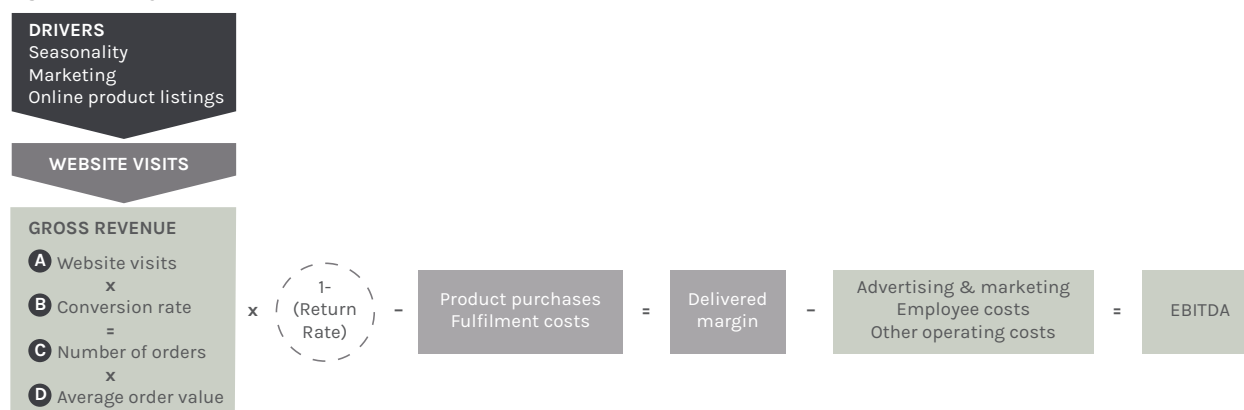 DRIVERS
Seasonality
Marketing
Online product listings
WEBSITE VISITS
GROSS REVENUE
A Website visits
x
B Conversion rate
=
C Number of orders
x
D Average order value
x
1-
(Return
Rate)
–
Product purchases
Fulfilment costs
=
Delivered
margin
–
Advertising & marketing
Employee costs
Other operating costs
=
EBITDA